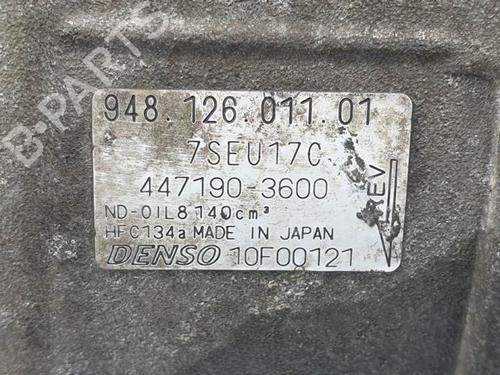 B-PARTS
948.126.011.01
7SEU17C
447190-3600
ND-OIL8 140cm³
HFC134a MADE IN JAPAN
DENSO 10F00121
REV